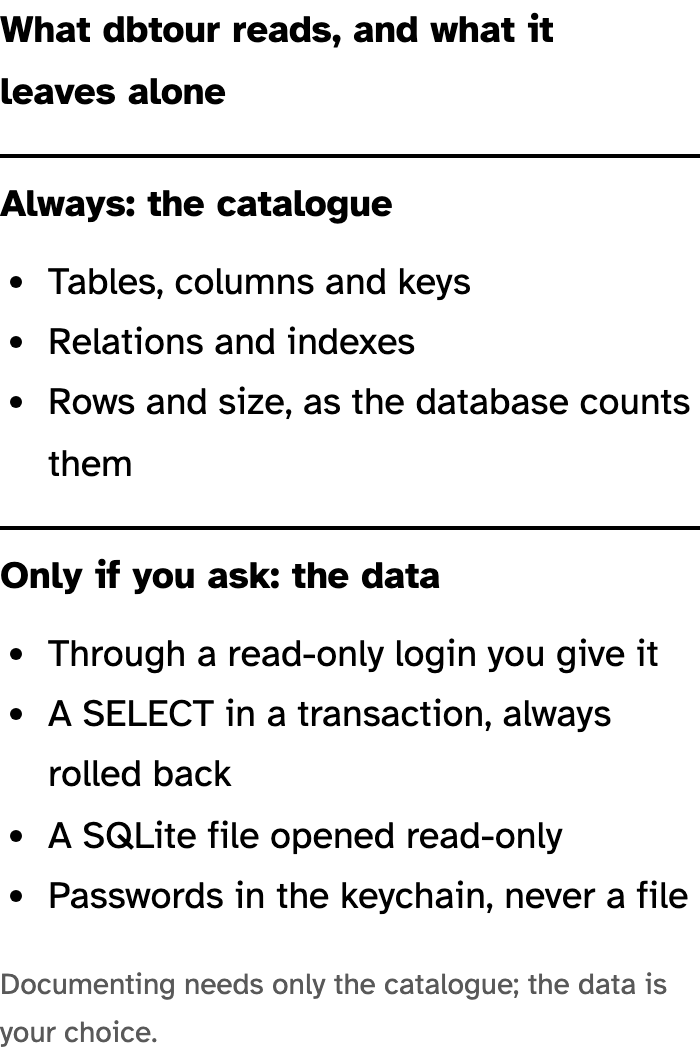 What dbtour reads, and what it
leaves alone
Always: the catalogue
• Tables, columns and keys
• Relations and indexes
• Rows and size, as the database counts
them
Only if you ask: the data
• Through a read-only login you give it
• A SELECT in a transaction, always
rolled back
• A SQLite file opened read-only
• Passwords in the keychain, never a file
Documenting needs only the catalogue; the data is
your choice.